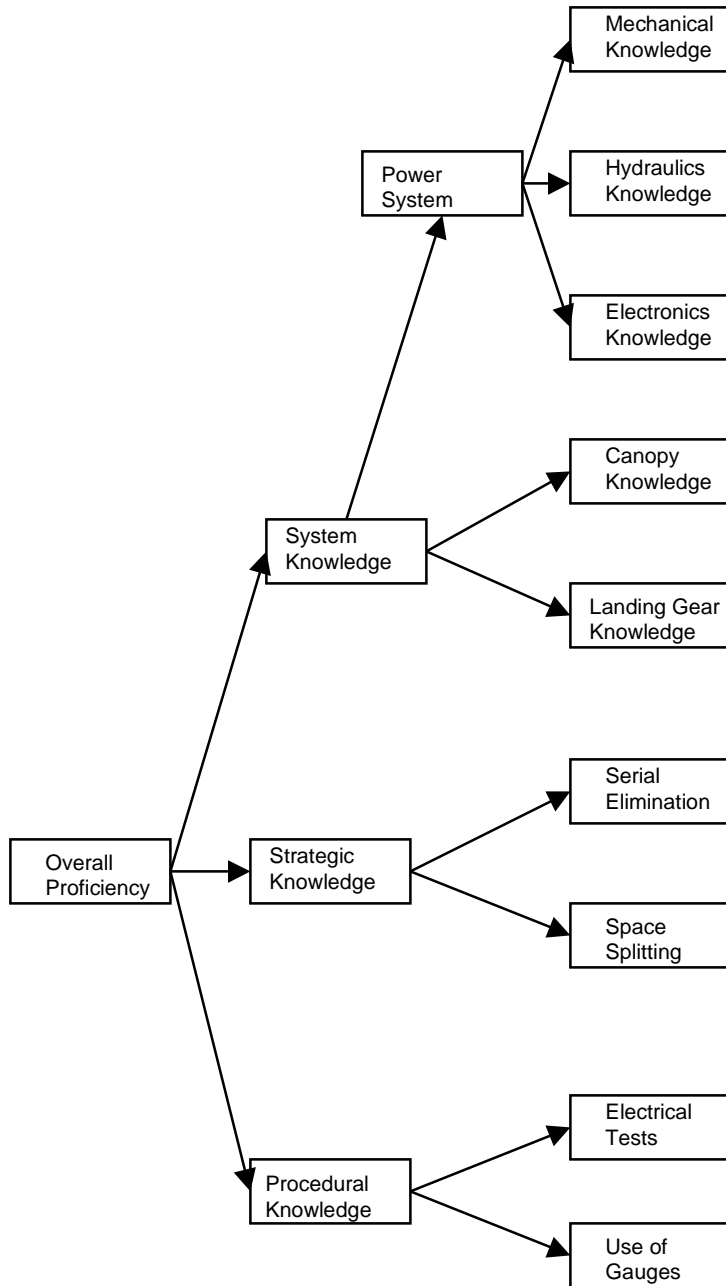 Mechanical
Knowledge
Power
System
Hydraulics
Knowledge
Electronics
Knowledge
Canopy
Knowledge
System
Knowledge
Landing Gear
Knowledge
Serial
Elimination
Overall
Proficiency
Strategic
Knowledge
Space
Splitting
Electrical
Tests
Procedural
Knowledge
Use of
Gauges